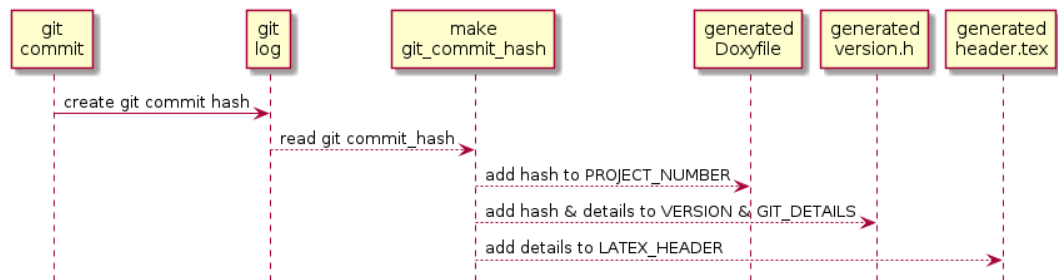 git
commit
git
log
make
git_commit_hash
generated
Doxyfile
generated
version.h
generated
header.tex
create git commit hash
read git commit_hash
add hash to PROJECT_NUMBER
add hash & details to VERSION & GIT_DETAILS
add details to LATEX_HEADER